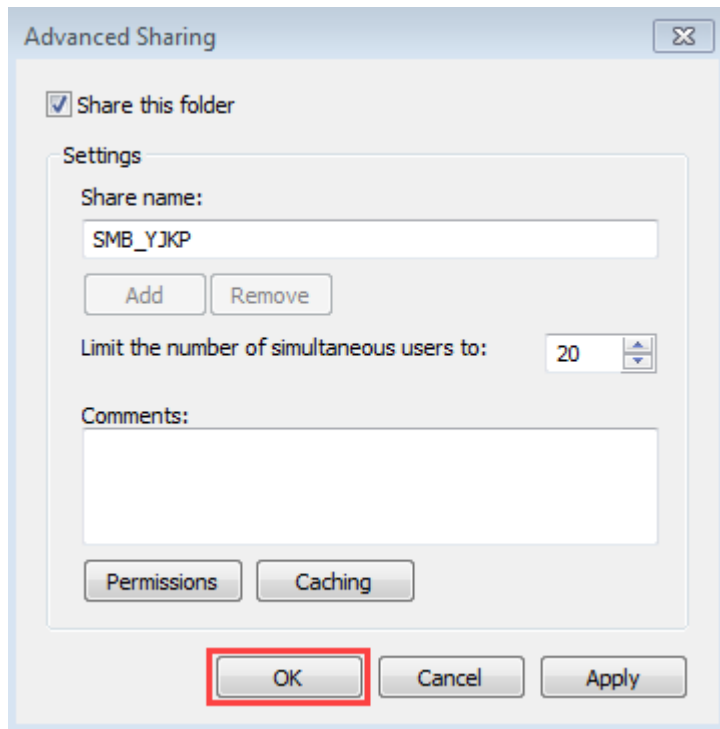 Advanced Sharing
Share this folder
Settings
Share name:
SMB_YJKP
Add Remove
Limit the number of simultaneous users to: 20
Comments:
Permissions Caching
OK Cancel Apply